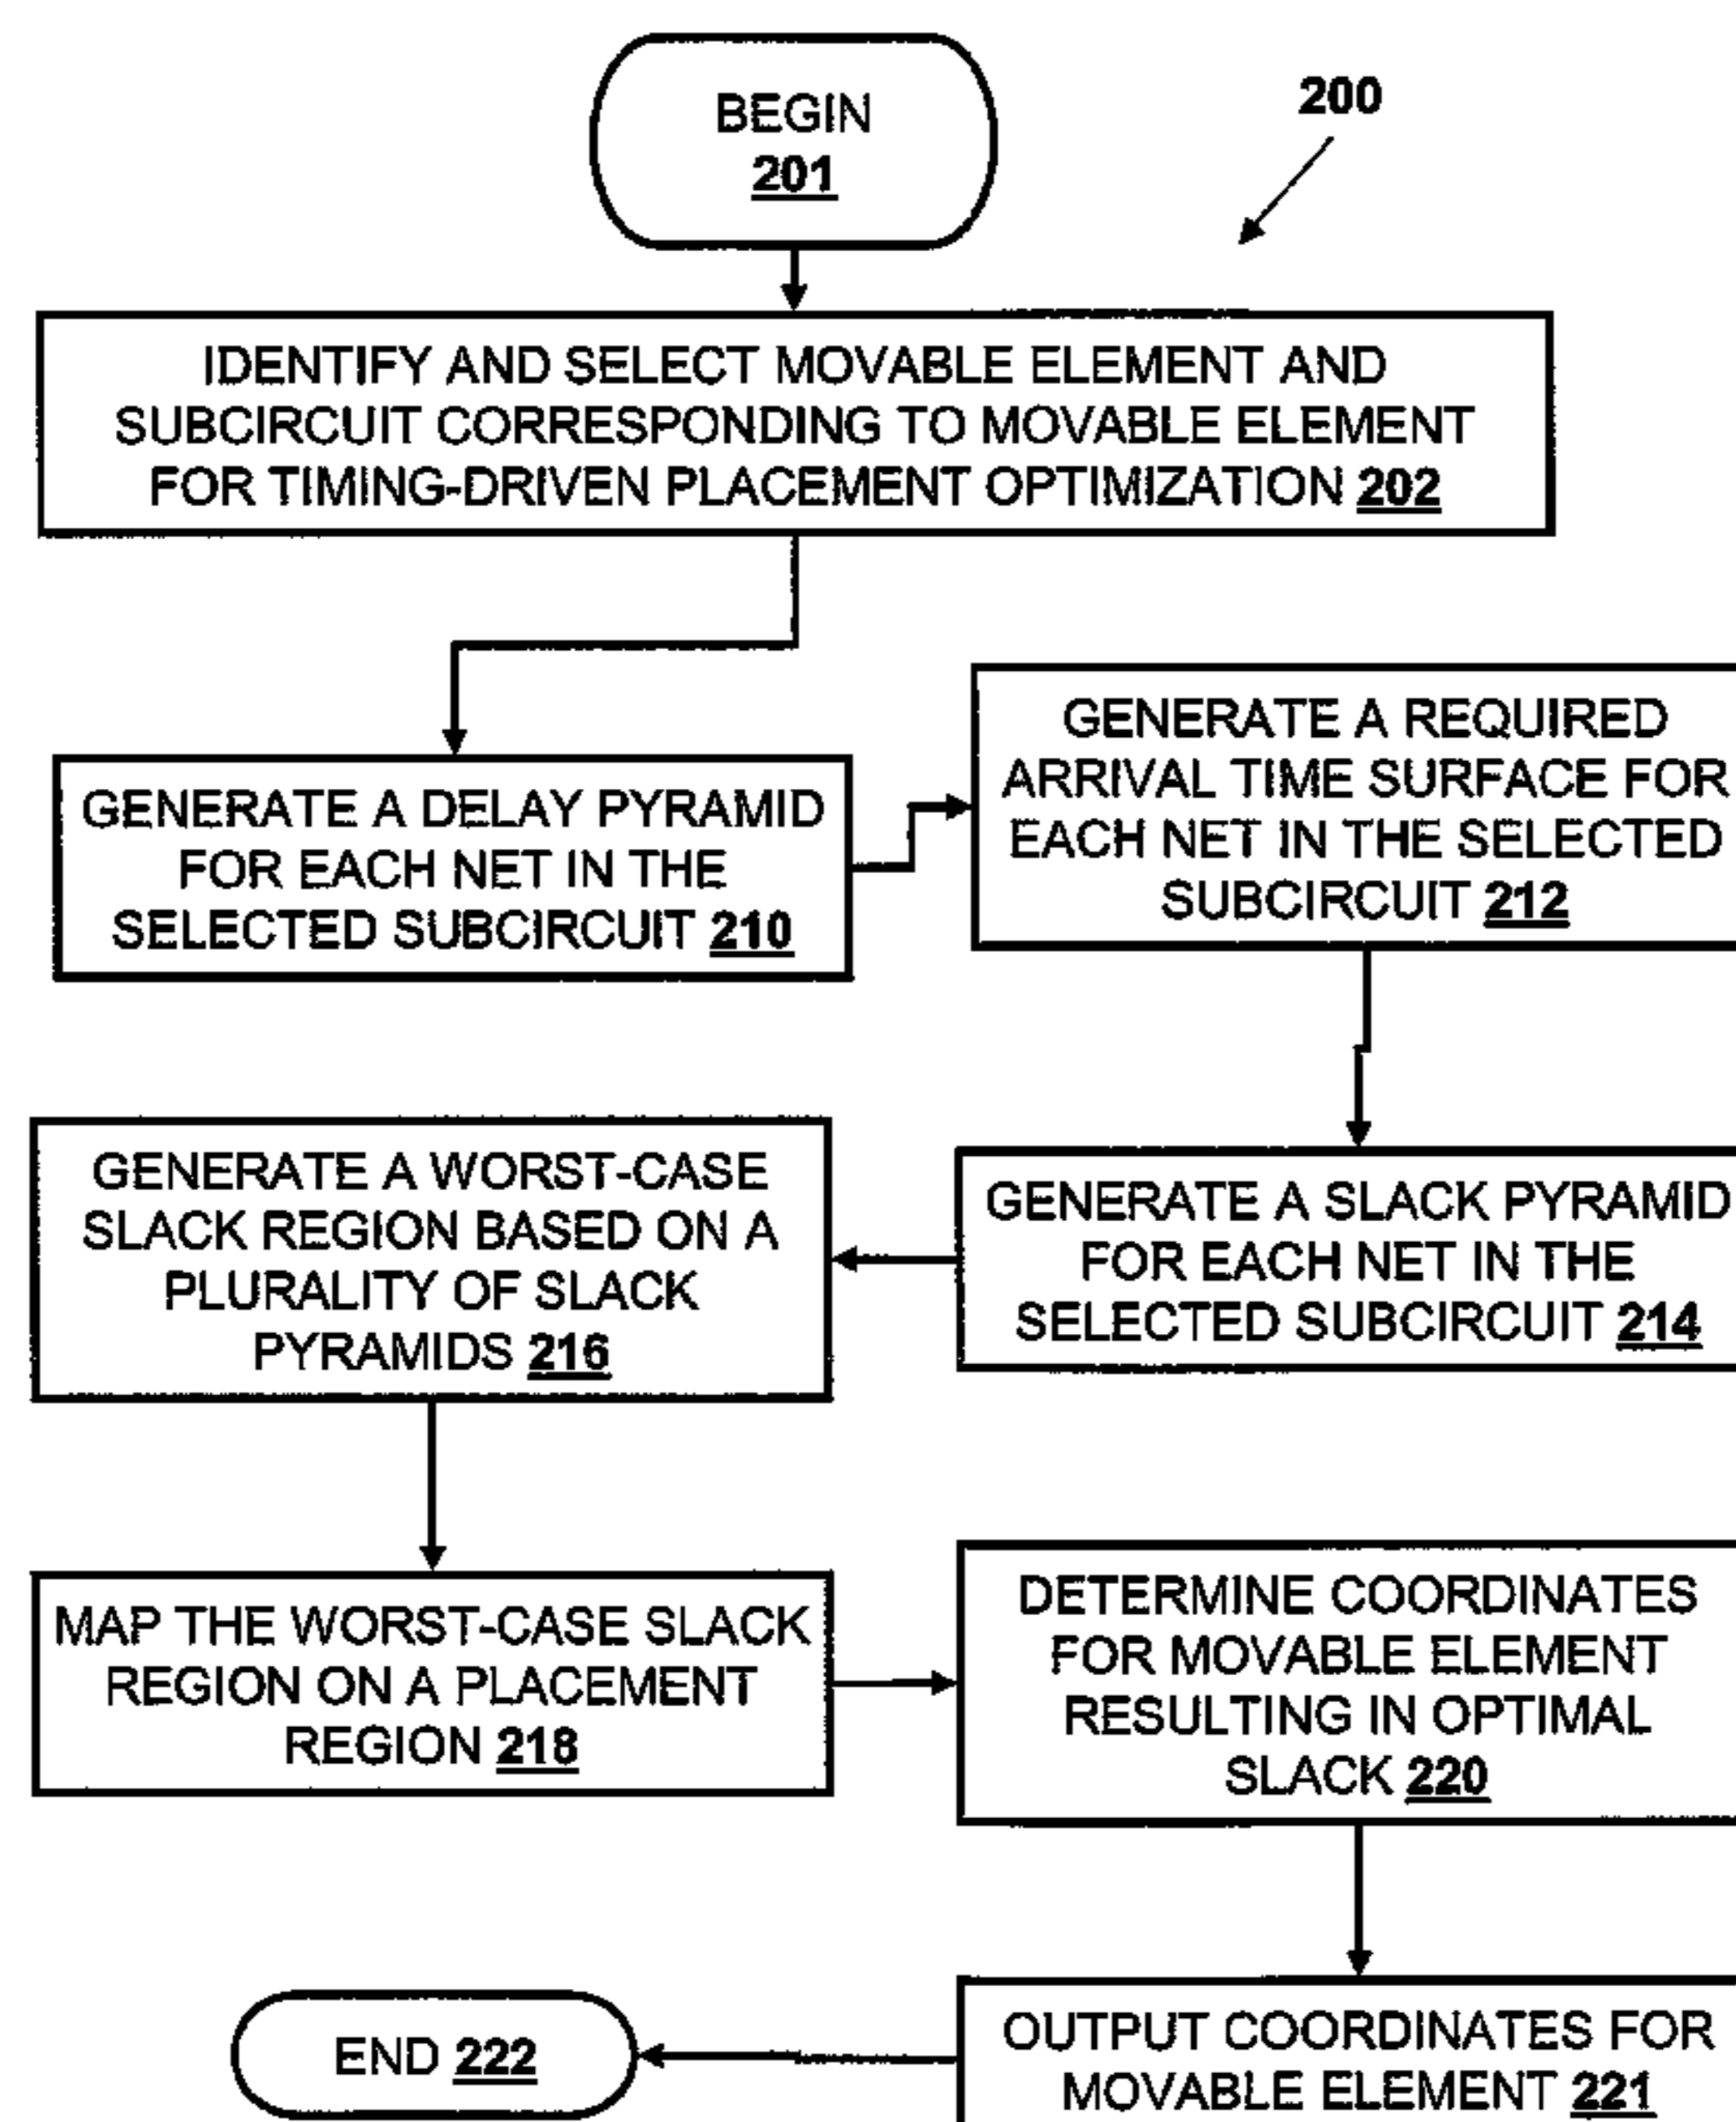 BEGIN
201
200
IDENTIFY AND SELECT MOVABLE ELEMENT AND
SUBCIRCUIT CORRESPONDING TO MOVABLE ELEMENT
FOR TIMING-DRIVEN PLACEMENT OPTIMIZATION 202
GENERATE A DELAY PYRAMID
FOR EACH NET IN THE
SELECTED SUBCIRCUIT 210
GENERATE A REQUIRED
ARRIVAL TIME SURFACE FOR
EACH NET IN THE SELECTED
SUBCIRCUIT 212
GENERATE A SLACK PYRAMID
FOR EACH NET IN THE
SELECTED SUBCIRCUIT 214
GENERATE A WORST-CASE
SLACK REGION BASED ON A
PLURALITY OF SLACK
PYRAMIDS 216
MAP THE WORST-CASE SLACK
REGION ON A PLACEMENT
REGION 218
DETERMINE COORDINATES
FOR MOVABLE ELEMENT
RESULTING IN OPTIMAL
SLACK 220
OUTPUT COORDINATES FOR
MOVABLE ELEMENT 221
END 222